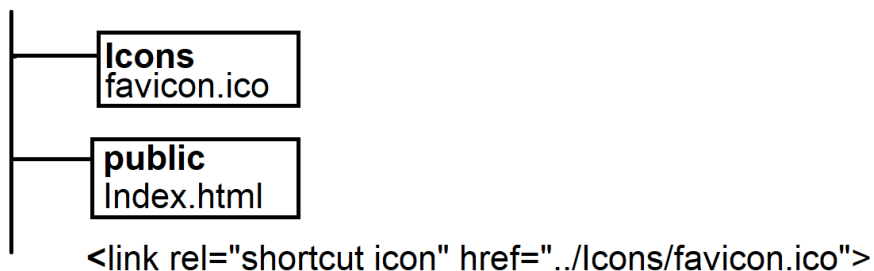 Icons
favicon.ico
public
Index.html
<link rel="shortcut icon" href="../Icons/favicon.ico">